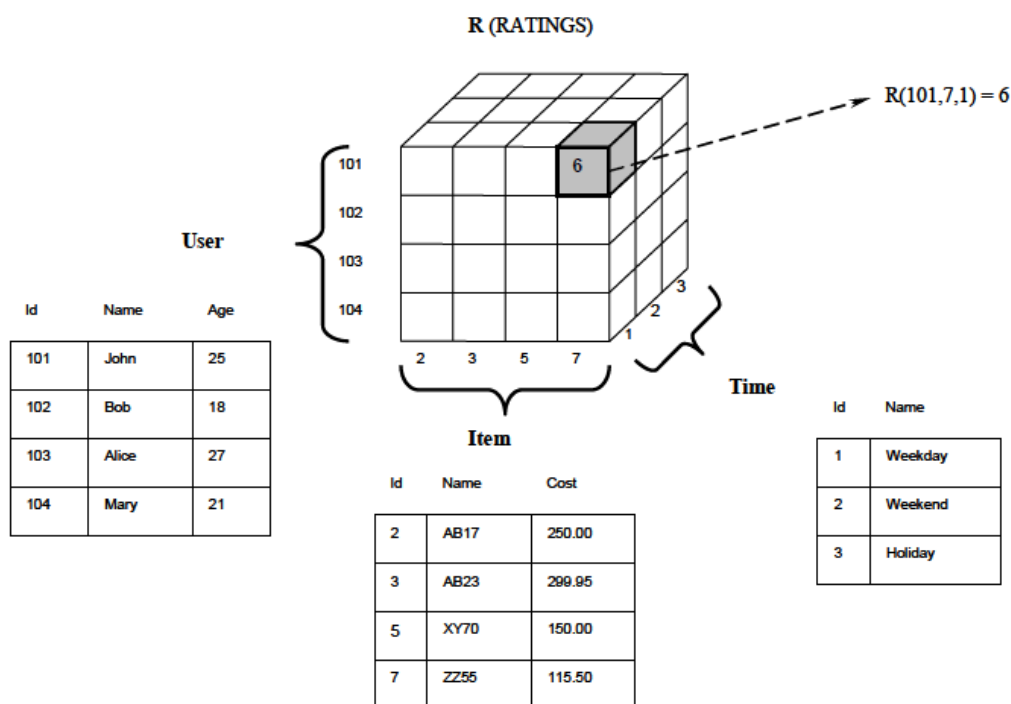 R (RATINGS)
R(101,7,1) = 6
101
6
102
User
103
3
Id Name Age
104
2
1
101 John 25
2 3 5 7
Time
102 Bob 18
Id Name
Item
103 Alice 27
1 Weekday
Id Name Cost
104 Mary 21
2 Weekend
2 AB17 250.00
3 Holiday
3 AB23 299.95
5 XY70 150.00
7 ZZ55 115.50